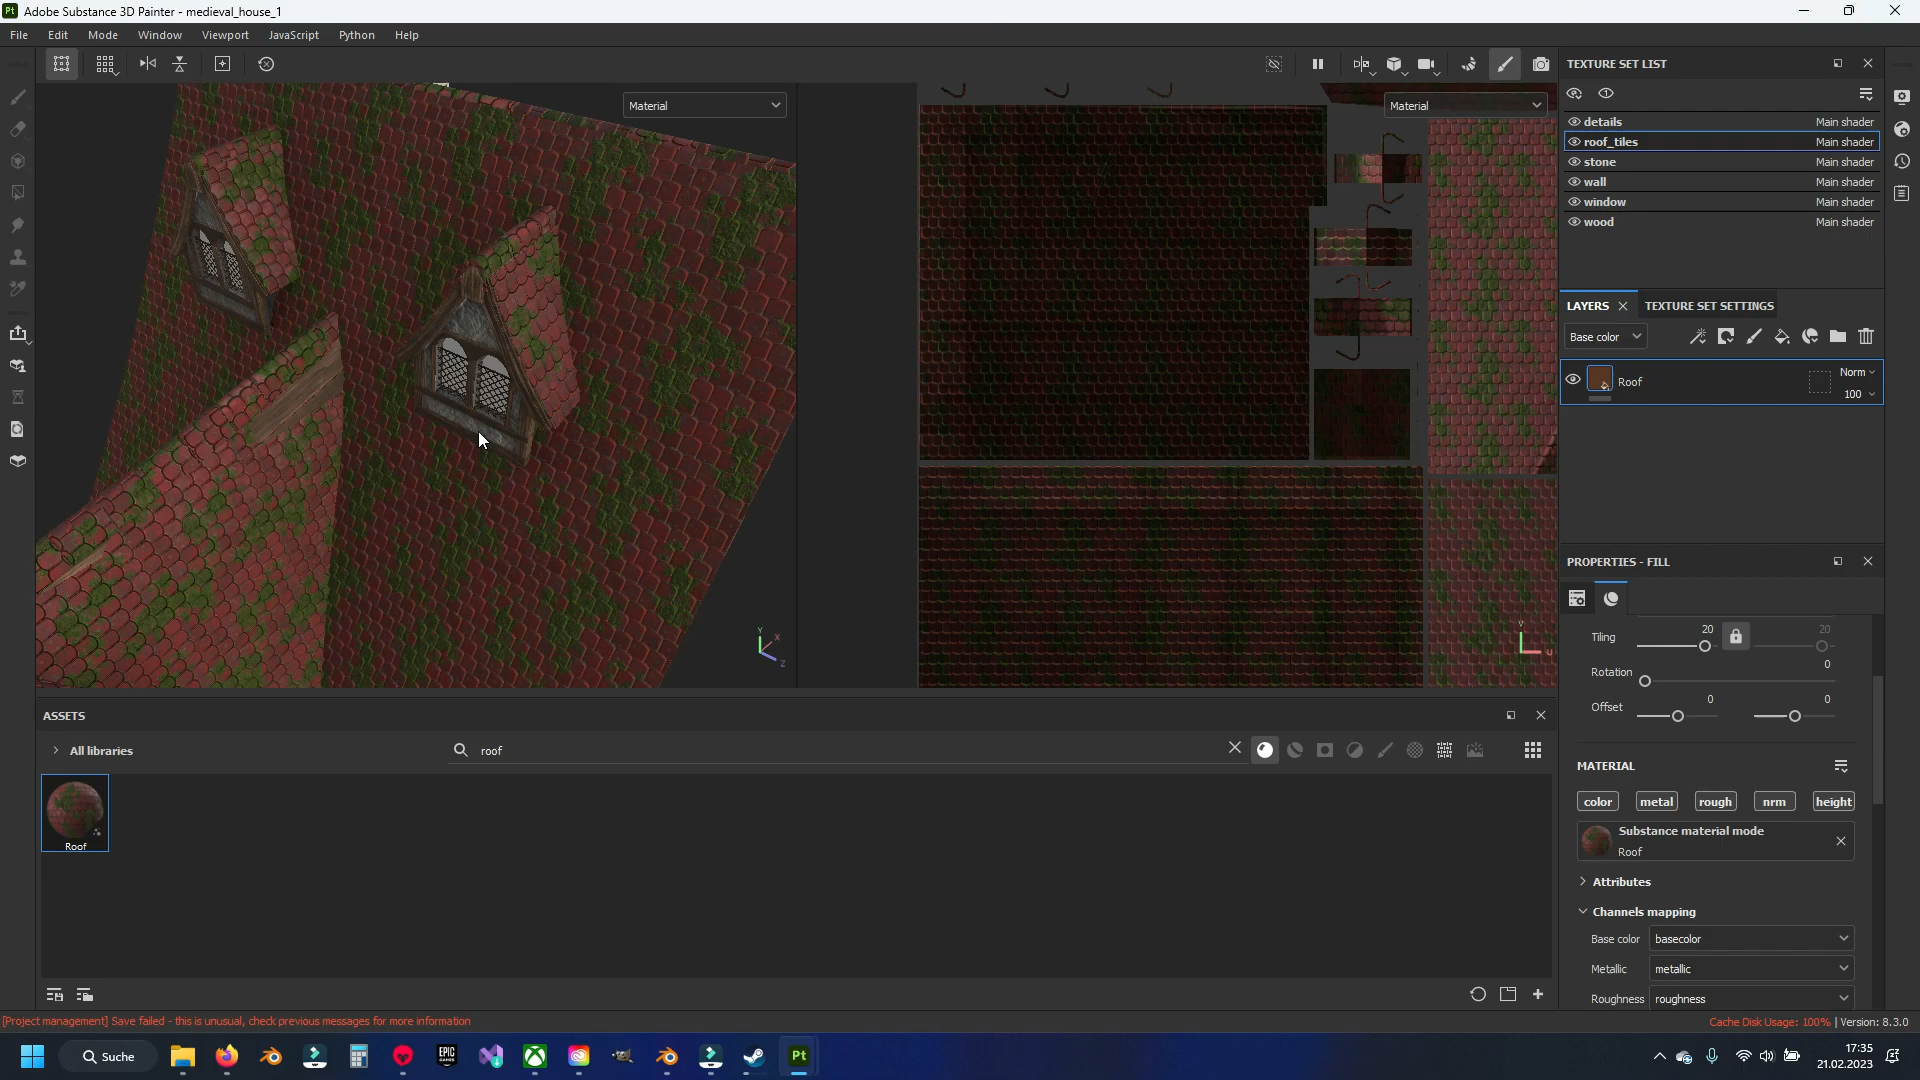 Adobe Substance 3D Painter - medieval_house_1
File Edit Mode Window Viewport JavaScript Python Help
Material
Material
TEXTURE SET LIST
details Main shader
roof_tiles Main shader
stone Main shader
wall Main shader
window Main shader
wood Main shader
LAYERS TEXTURE SET SETTINGS
Base color
Roof Norm
100
PROPERTIES - FILL
Tiling 20 20
Rotation 0
Offset 0 0
MATERIAL
color metal rough nrm height
Substance material mode
Roof
Attributes
Channels mapping
Base color basecolor
Metallic metallic
Roughness roughness
Y X Z
V U
ASSETS
All libraries roof
Roof
[Project management] Save failed - this is unusual, check previous messages for more information
Cache Disk Usage: 100% | Version: 8.3.0
Suche
EPIC GAMES
Pt
17:35
21.02.2023